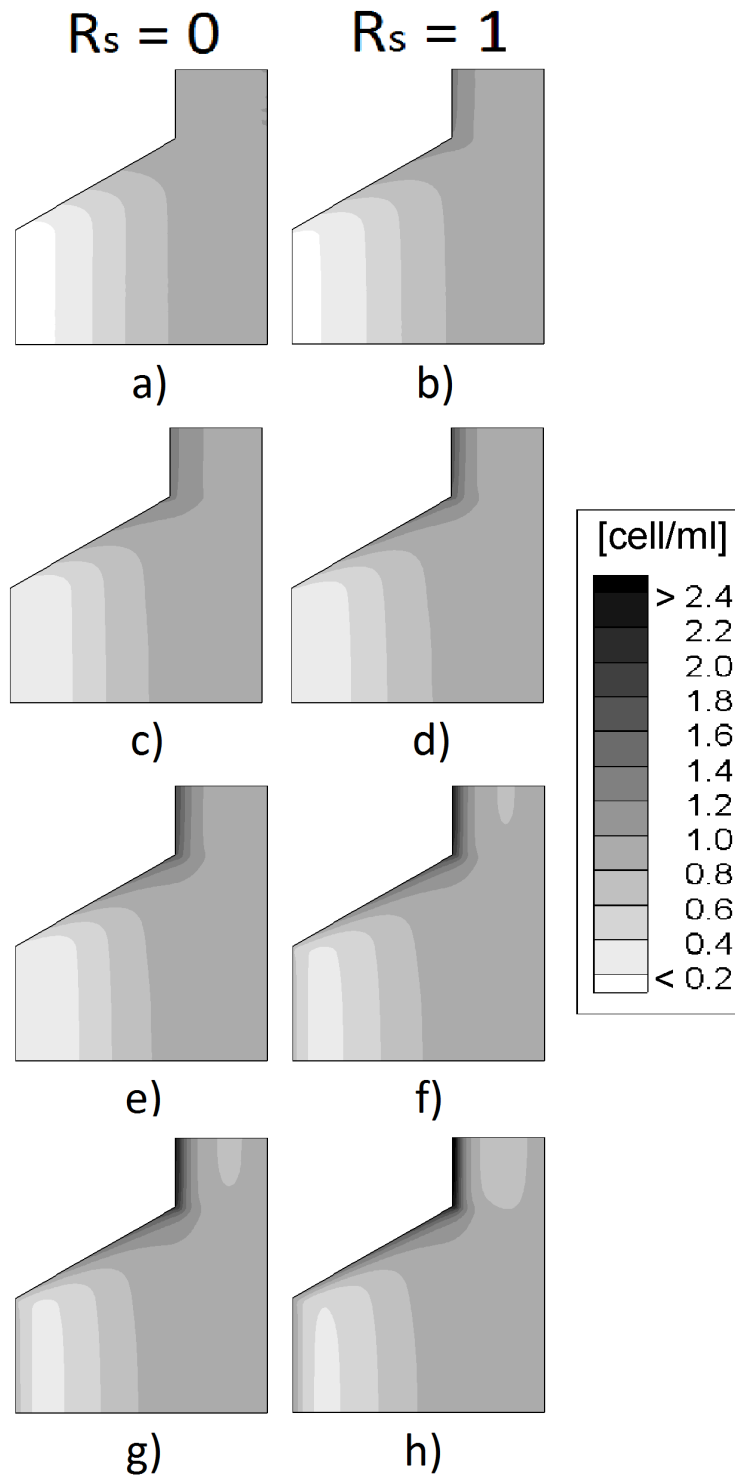 Rs = 0
Rs = 1
a)
b)
c)
d)
[cell/ml]
> 2.4
2.2
2.0
1.8
1.6
1.4
1.2
1.0
0.8
0.6
0.4
< 0.2
e)
f)
g)
h)